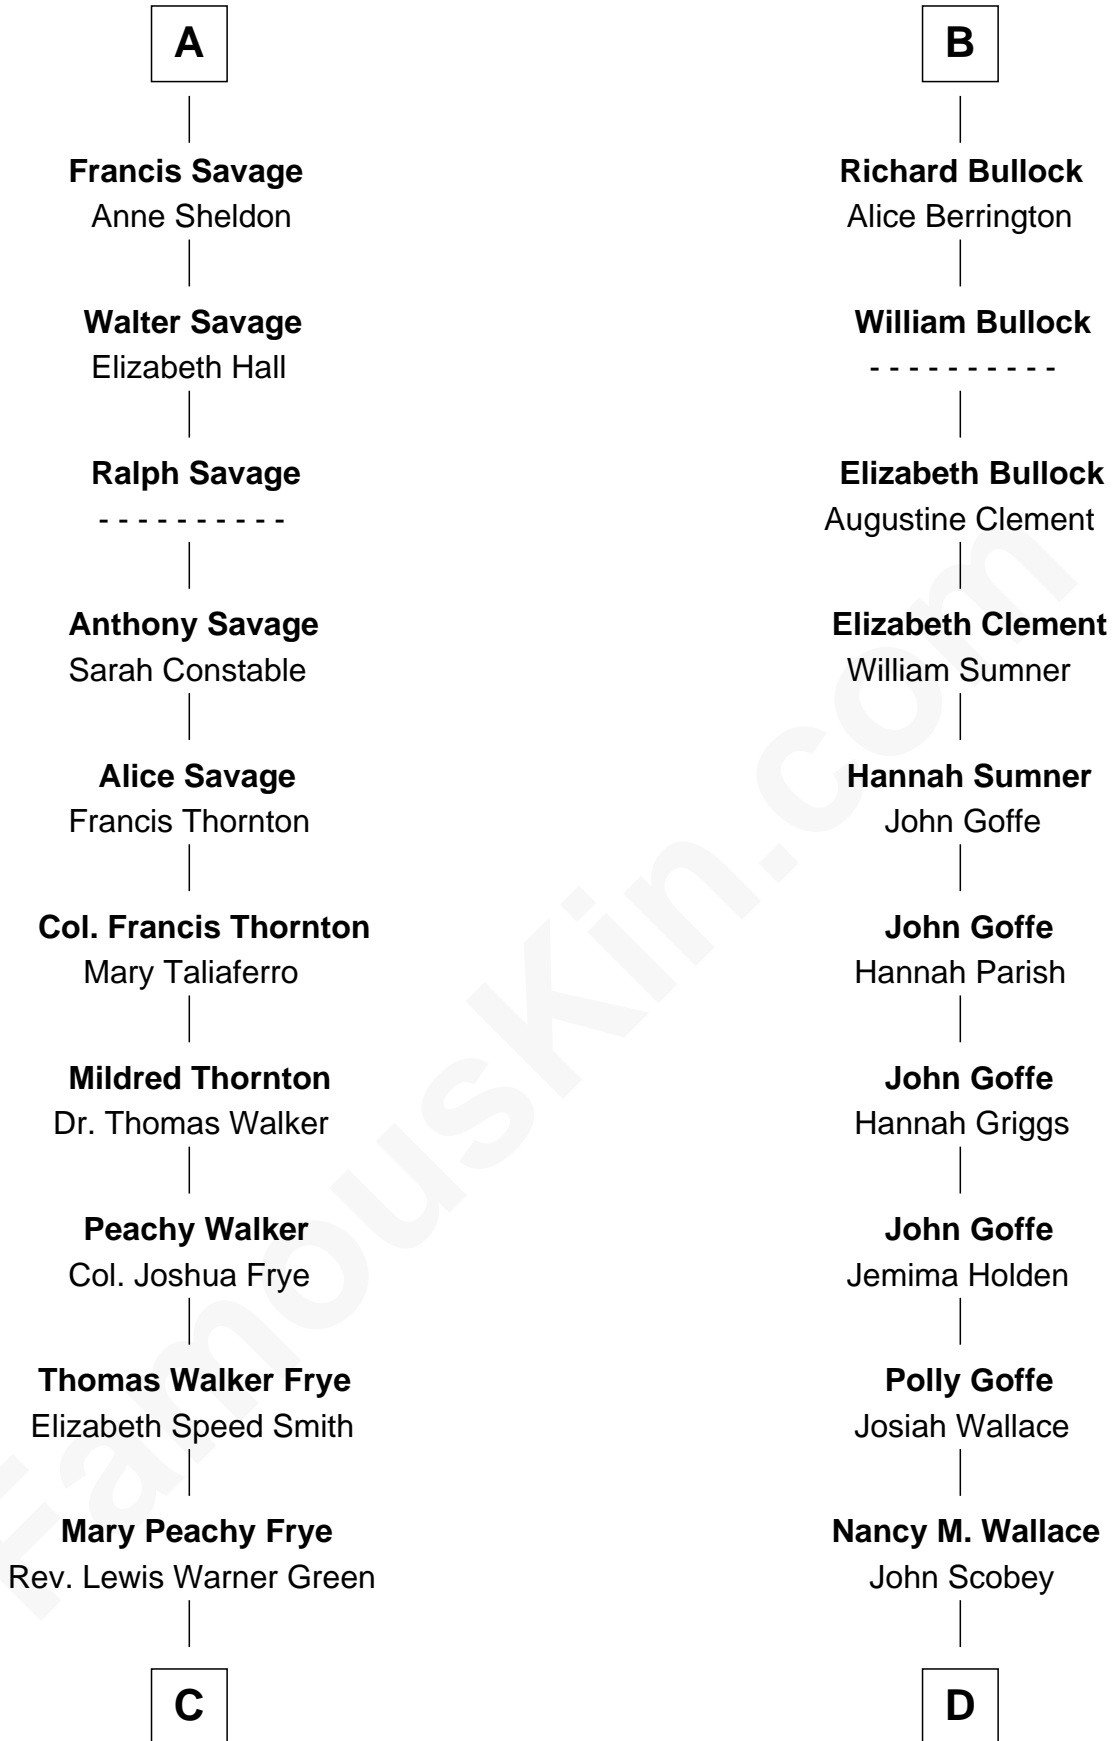 A
Francis Savage
Anne Sheldon
Walter Savage
Elizabeth Hall
Ralph Savage
- - - - - - - - - -
Anthony Savage
Sarah Constable
Alice Savage
Francis Thornton
Col. Francis Thornton
Mary Taliaferro
Mildred Thornton
Dr. Thomas Walker
Peachy Walker
Col. Joshua Frye
Thomas Walker Frye
Elizabeth Speed Smith
Mary Peachy Frye
Rev. Lewis Warner Green
C
B
Richard Bullock
Alice Berrington
William Bullock
- - - - - - - - - -
Elizabeth Bullock
Augustine Clement
Elizabeth Clement
William Sumner
Hannah Sumner
John Goffe
John Goffe
Hannah Parish
John Goffe
Hannah Griggs
John Goffe
Jemima Holden
Polly Goffe
Josiah Wallace
Nancy M. Wallace
John Scobey
D
FamousKin.com